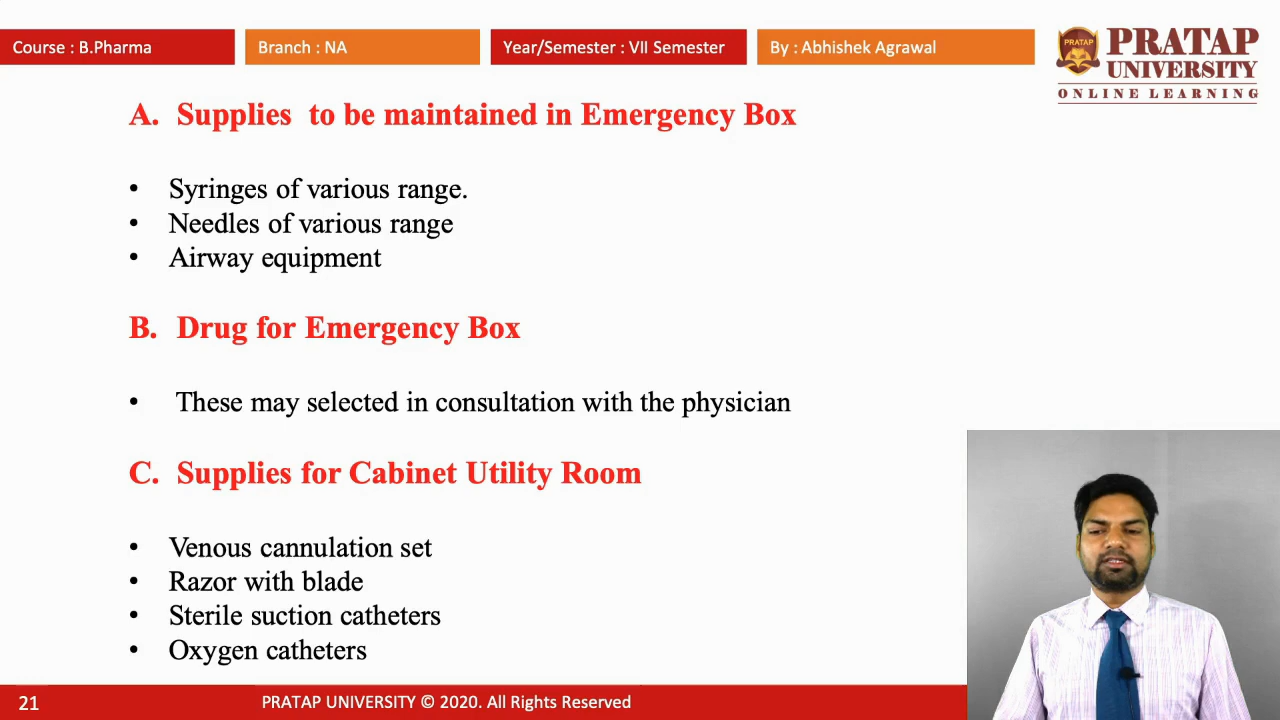 Course : B.Pharma
Branch : NA
Year/Semester : VII Semester
By : Abhishek Agrawal
PRATAP
PRATAP
UNIVERSITY
ONLINE LEARNING
A. Supplies to be maintained in Emergency Box
• Syringes of various range.
• Needles of various range
• Airway equipment
B. Drug for Emergency Box
• These may selected in consultation with the physician
C. Supplies for Cabinet Utility Room
• Venous cannulation set
• Razor with blade
• Sterile suction catheters
• Oxygen catheters
21
PRATAP UNIVERSITY © 2020. All Rights Reserved